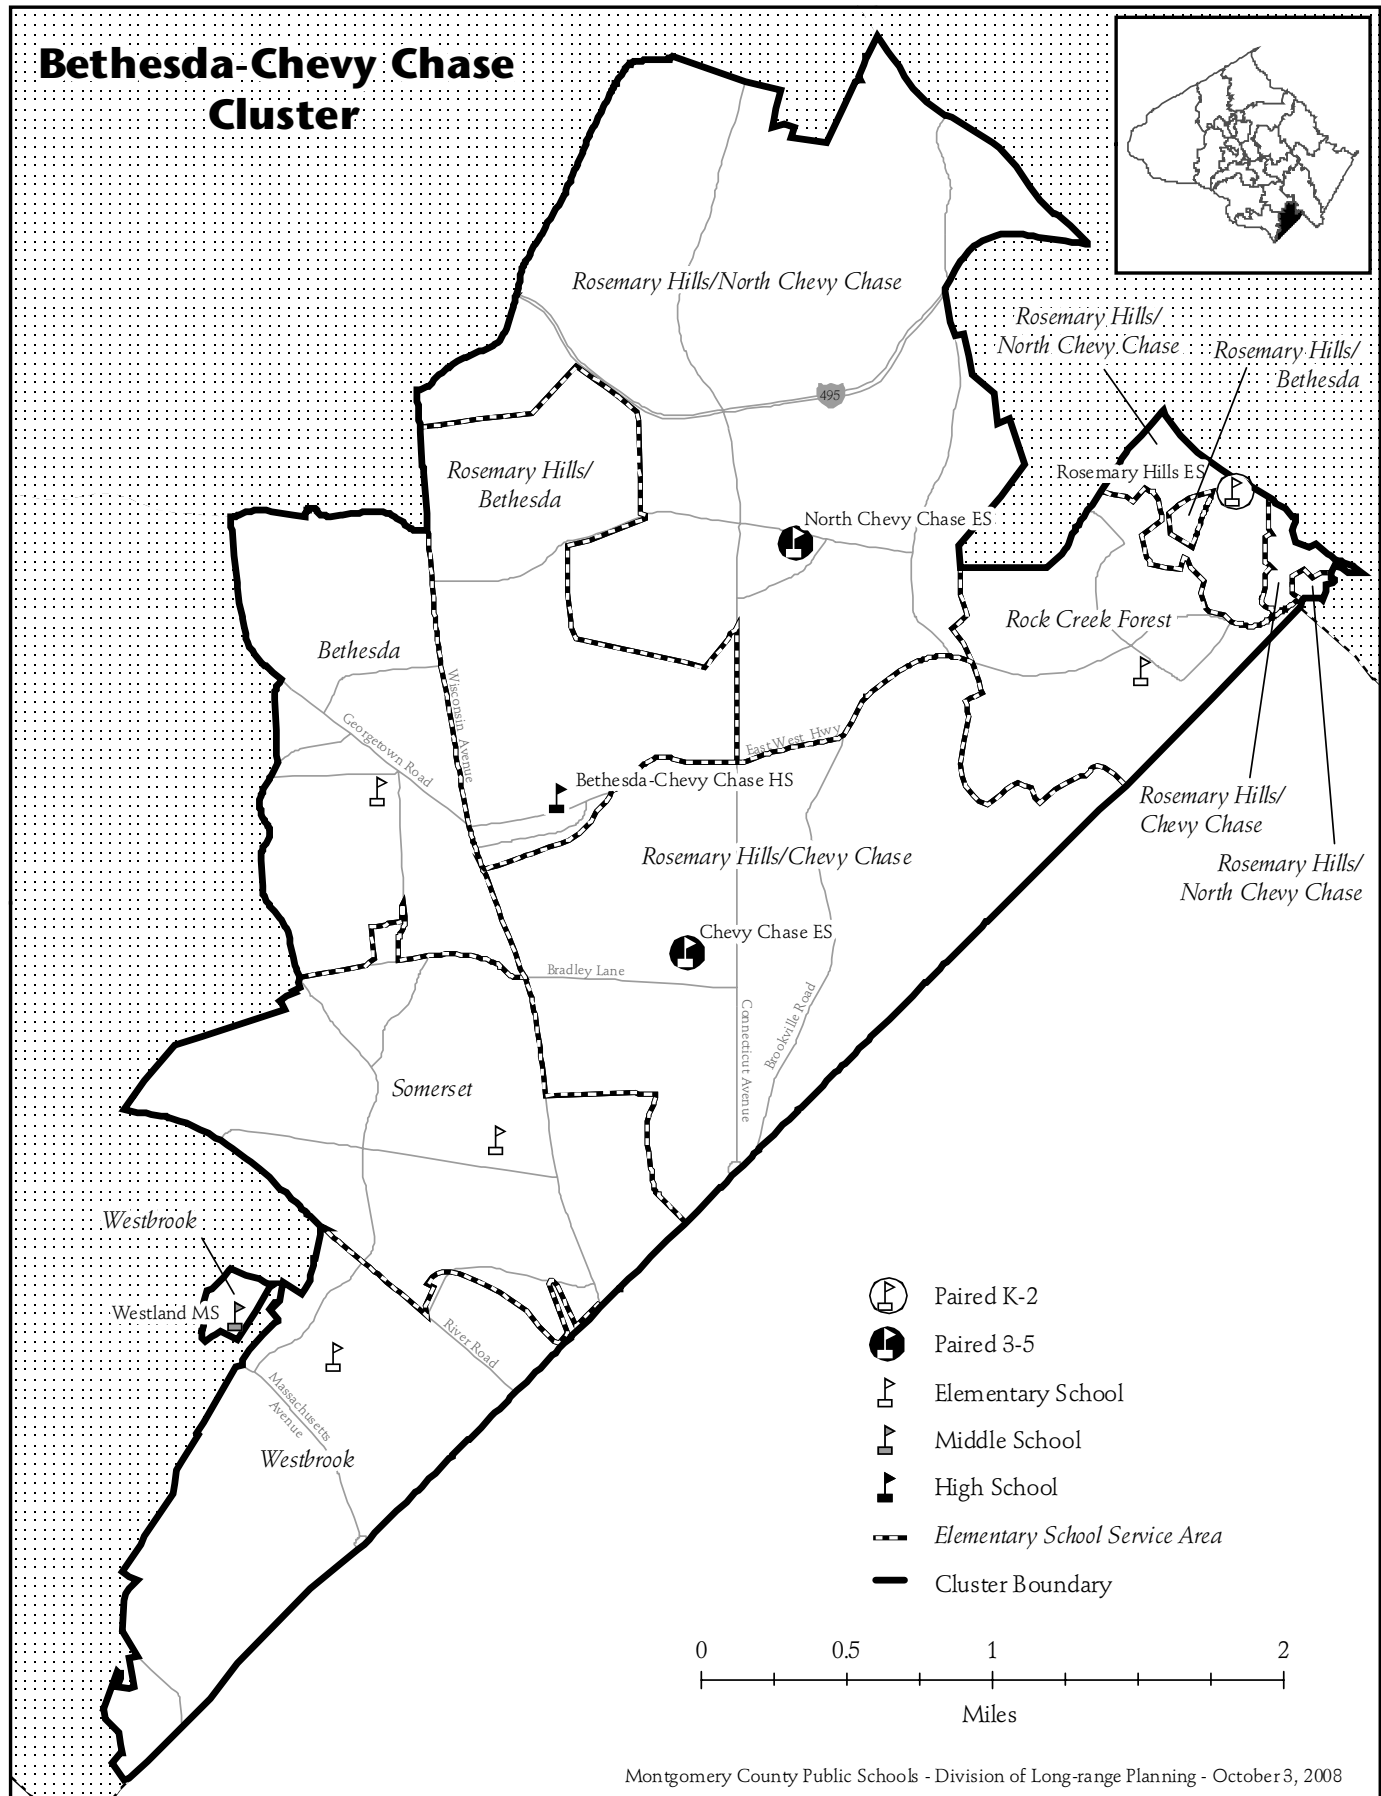 Bethesda-Chevy Chase
Cluster
Rosemary Hills/North Chevy Chase
495
Rosemary Hills/
North Chevy Chase
Rosemary Hills/
Bethesda
Rosemary Hills/
Bethesda
Rosemary Hills ES
North Chevy Chase ES
Rock Creek Forest
Bethesda
Wisconsin Avenue
Georgetown Road
East West Hwy
Bethesda-Chevy Chase HS
Rosemary Hills/
Chevy Chase
Rosemary Hills/Chevy Chase
Rosemary Hills/
North Chevy Chase
Chevy Chase ES
Bradley Lane
Connecticut Avenue
Brookville Road
Somerset
Westbrook
Westland MS
River Road
Massachusetts
Avenue
Westbrook
Paired K-2
Paired 3-5
Elementary School
Middle School
High School
Elementary School Service Area
Cluster Boundary
0 0.5 1 2
Miles
Montgomery County Public Schools - Division of Long-range Planning - October 3, 2008